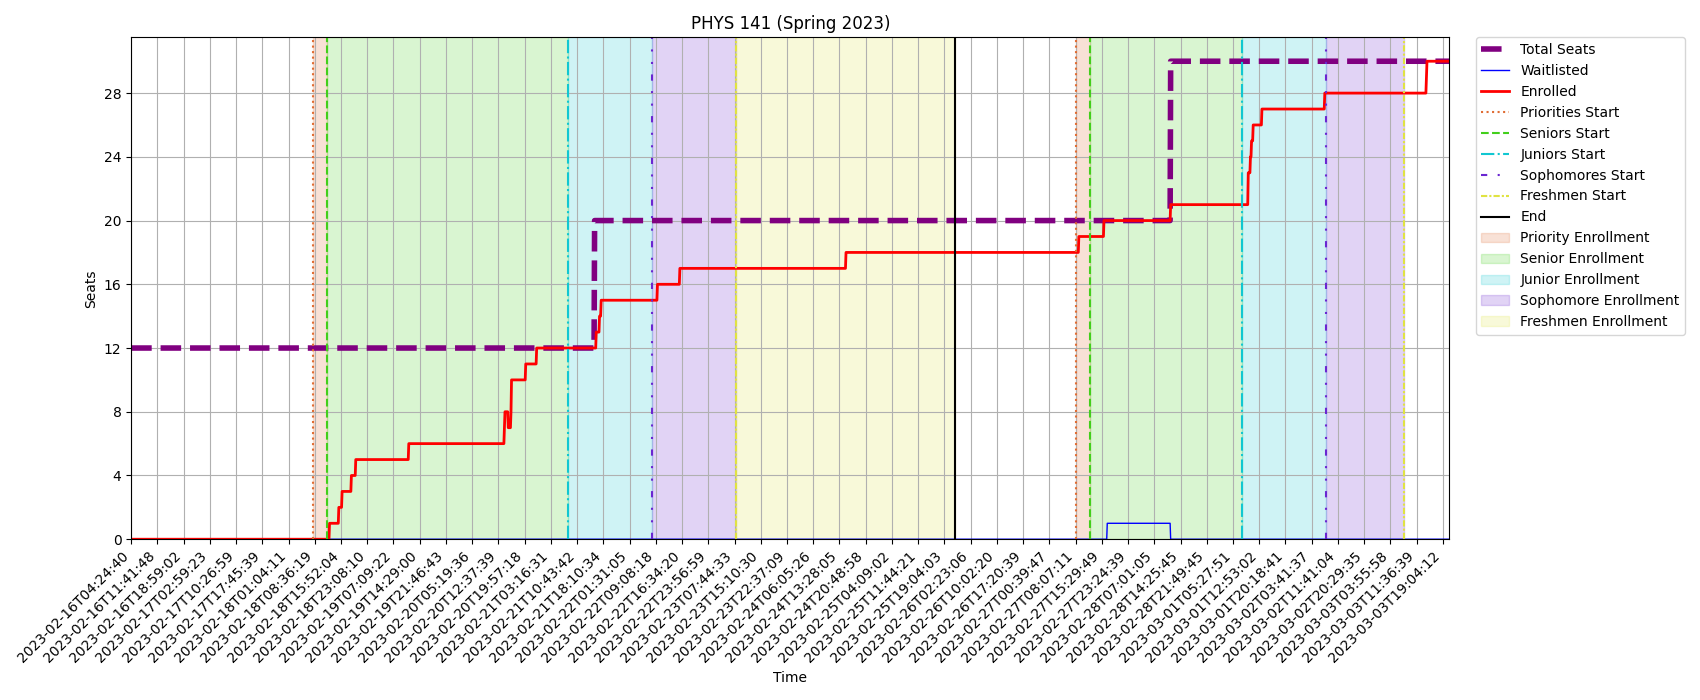 PHYS 141 (Spring 2023)
Seats
28
24
20
16
12
8
4
0
2023-02-16T04:24:40
2023-02-16T11:41:48
2023-02-16T18:59:02
2023-02-17T02:59:23
2023-02-17T10:26:59
2023-02-17T17:45:39
2023-02-18T01:04:11
2023-02-18T08:36:19
2023-02-18T15:52:04
2023-02-18T23:08:10
2023-02-19T07:09:22
2023-02-19T14:29:00
2023-02-19T21:46:43
2023-02-20T05:19:36
2023-02-20T12:37:39
2023-02-20T19:57:18
2023-02-21T03:16:31
2023-02-21T10:43:42
2023-02-21T18:10:34
2023-02-22T01:31:05
2023-02-22T09:08:18
2023-02-22T16:34:20
2023-02-22T23:56:59
2023-02-23T07:44:33
2023-02-23T15:10:30
2023-02-23T22:37:09
2023-02-24T06:05:26
2023-02-24T13:28:05
2023-02-24T20:48:58
2023-02-25T04:09:02
2023-02-25T11:44:21
2023-02-25T19:04:03
2023-02-26T02:23:06
2023-02-26T10:02:20
2023-02-26T17:20:39
2023-02-27T00:39:47
2023-02-27T08:07:11
2023-02-27T15:29:49
2023-02-27T23:24:39
2023-02-28T07:01:05
2023-02-28T14:25:45
2023-02-28T21:49:45
2023-03-01T05:27:51
2023-03-01T12:53:02
2023-03-01T20:18:41
2023-03-02T03:41:37
2023-03-02T11:41:04
2023-03-02T20:29:35
2023-03-03T03:55:58
2023-03-03T11:36:39
2023-03-03T19:04:12
Time
Total Seats
Waitlisted
Enrolled
Priorities Start
Seniors Start
Juniors Start
Sophomores Start
Freshmen Start
End
Priority Enrollment
Senior Enrollment
Junior Enrollment
Sophomore Enrollment
Freshmen Enrollment